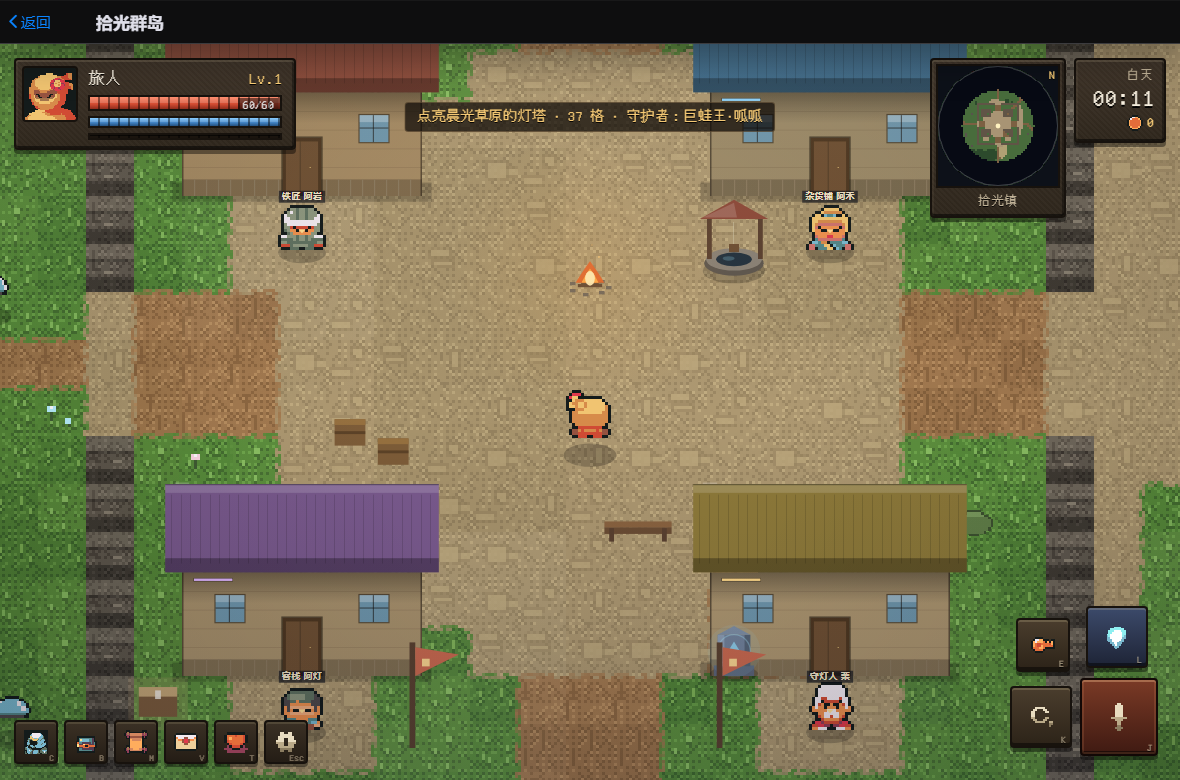 返回
拾光群岛
旅人
Lv.1
60/60
点亮晨光草原的灯塔 · 37 格 · 守护者：巨蛙王·呱呱
N
拾光镇
白天
00:11
0
铁匠 阿岩
杂货铺 阿禾
客栈 阿灯
守灯人 栗
E
L
K
J
C
B
M
V
T
Esc